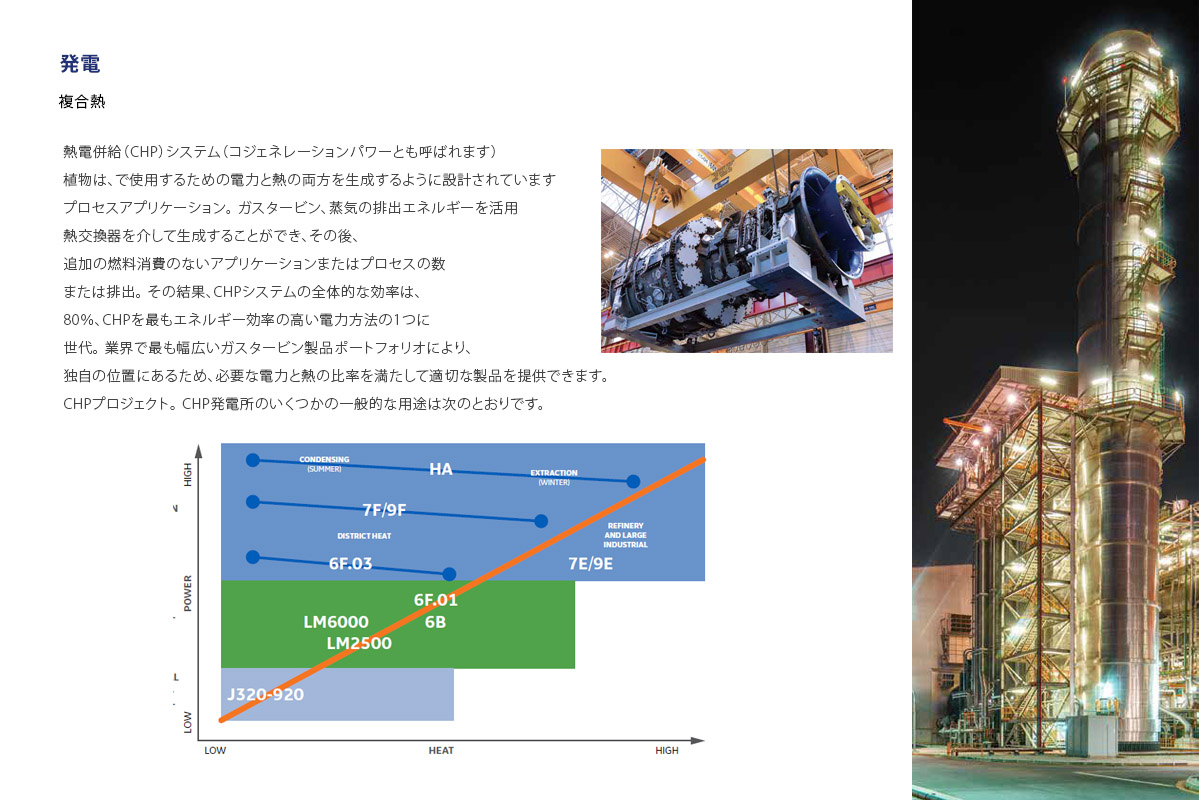 発電
複合熱
熱電併給(CHP)システム(コジェネレーションパワーとも呼ばれます)
植物は、で使用するための電力と熱の両方を生成するように設計されています
プロセスアプリケーション。ガスタービン、蒸気の排出エネルギーを活用
熱交換器を介して生成することができ、その後、
追加の燃料消費のないアプリケーションまたはプロセスの数
または排出。その結果、CHPシステムの全体的な効率は、
80%、CHPを最もエネルギー効率の高い電力方法の1つに
世代。業界で最も幅広いガスタービン製品ポートフォリオにより、
独自の位置にあるため、必要な電力と熱の比率を満たして適切な製品を提供できます。
CHPプロジェクト。CHP発電所のいくつかの一般的な用途は次のとおりです。
HIGH
POWER
LOW
CONDENSING
(SUMMER)
HA
EXTRACTION
(WINTER)
7F/9F
DISTRICT HEAT
REFINERY
AND LARGE
INDUSTRIAL
6F.03
7E/9E
6F.01
LM6000
6B
LM2500
J320-920
LOW
HEAT
HIGH